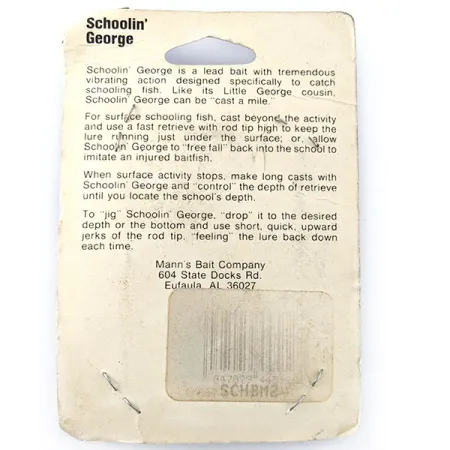 Schoolin'
George
Schoolin' George is a lead bait with tremendous
vibrating action designed specifically to catch
schooling fish. Like its Little George cousin,
Schoolin' George can be "cast a mile."
For surface schooling fish, cast beyond the activity
and use a fast retrieve with rod tip high to keep the
lure running just under the surface; or, allow
Schoolin' George to "free fall" back into the school to
imitate an injured baitfish.
When surface activity stops, make long casts with
Schoolin' George and "control" the depth of retrieve
until you locate the school's depth.
To "jig" Schoolin' George, "drop" it to the desired
depth or the bottom and use short, quick, upward
jerks of the rod tip, "feeling" the lure back down
each time.
Mann's Bait Company
604 State Docks Rd.
Eufaula, AL 36027